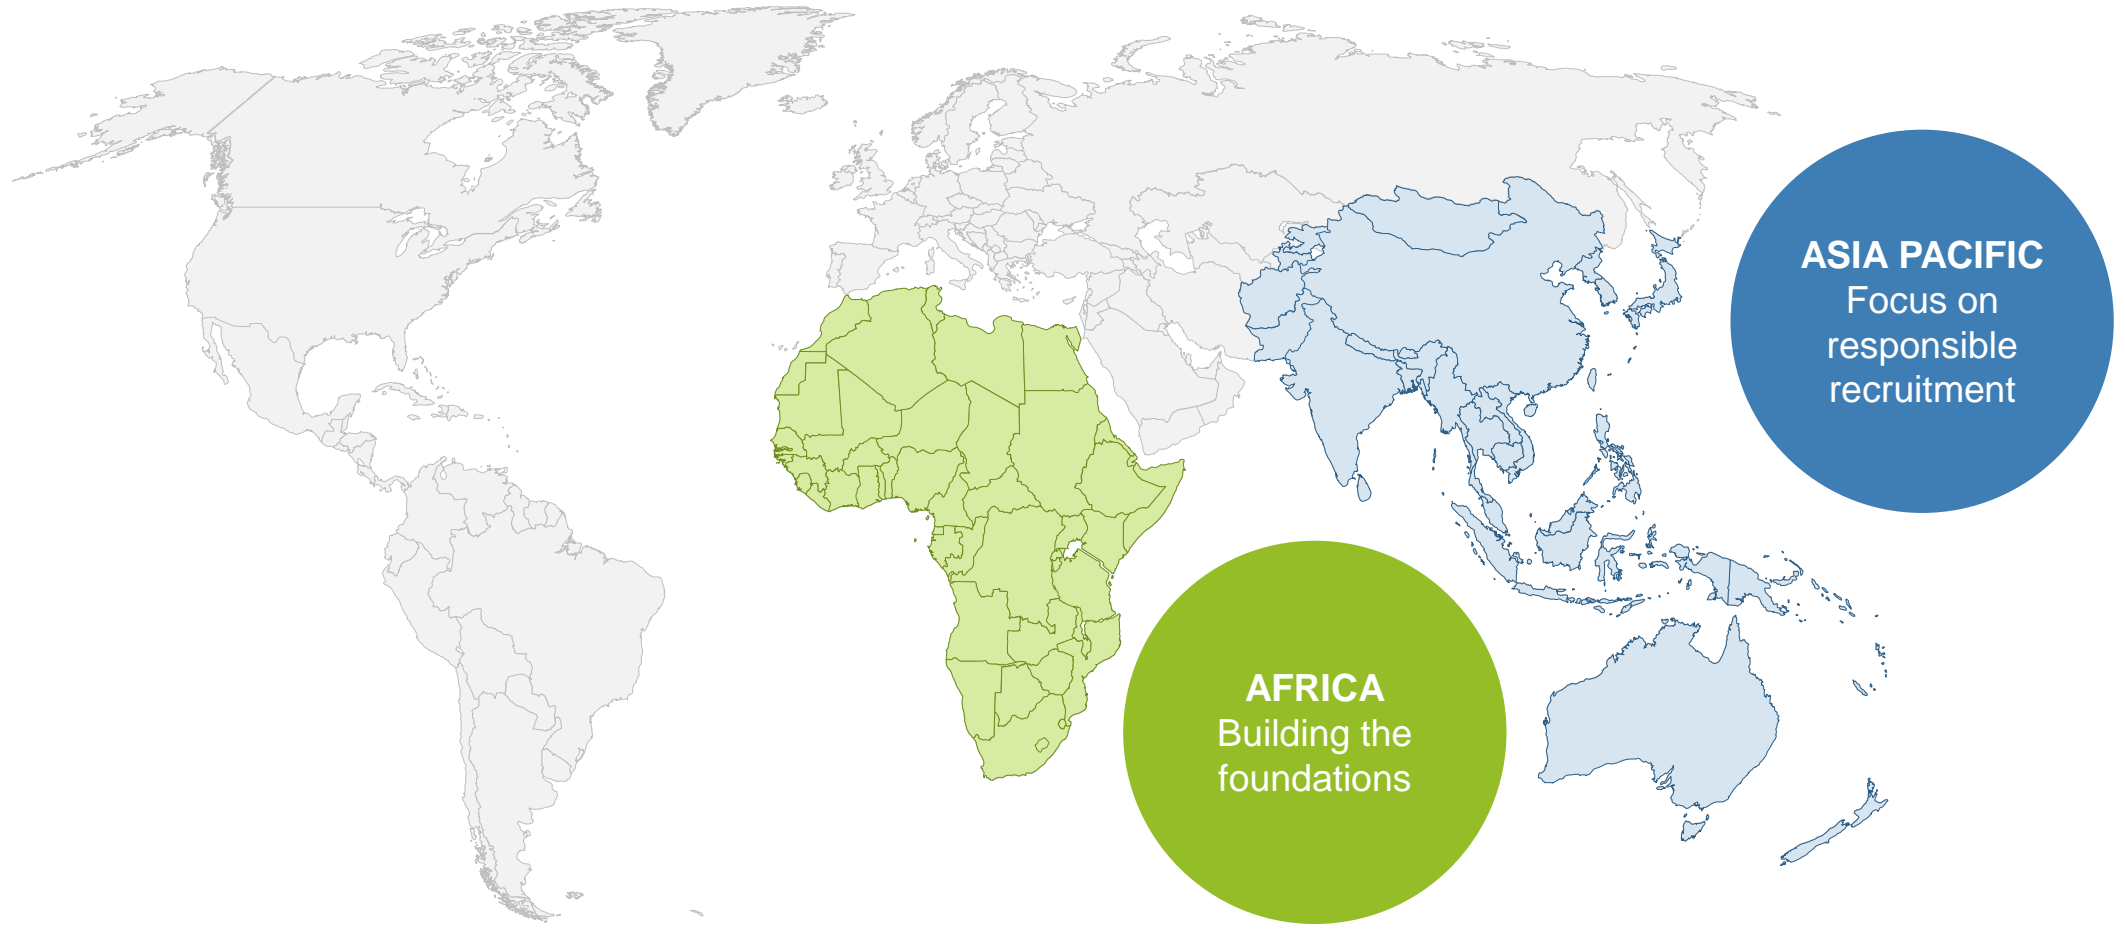 ASIA PACIFIC
Focus on
responsible
recruitment
AFRICA
Building the
foundations